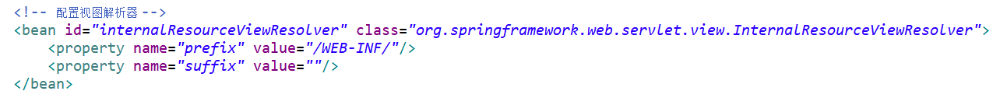 <!-- 配置视图解析器 -->
<bean id="internalResourceViewResolver" class="org.springframework.web.servlet.view.InternalResourceViewResolver">
    <property name="prefix" value="/WEB-INF/"/>
    <property name="suffix" value=""/>
</bean>